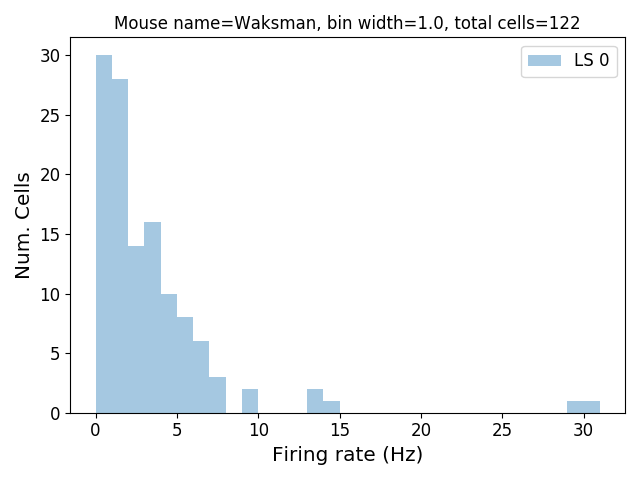 Mouse name=Waksman, bin width=1.0, total cells=122
LS 0
30
25
20
15
10
5
0
Num. Cells
0 5 10 15 20 25 30
Firing rate (Hz)